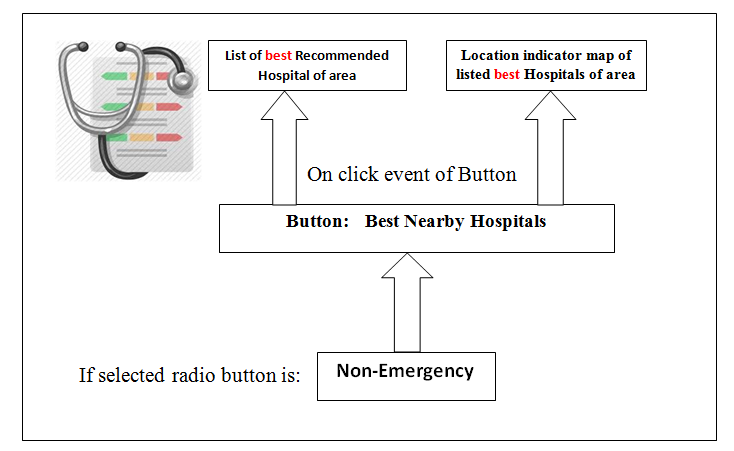 List of best Recommended
Hospital of area
Location indicator map of
listed best Hospitals of area
On click event of Button
Button: Best Nearby Hospitals
If selected radio button is:
Non-Emergency